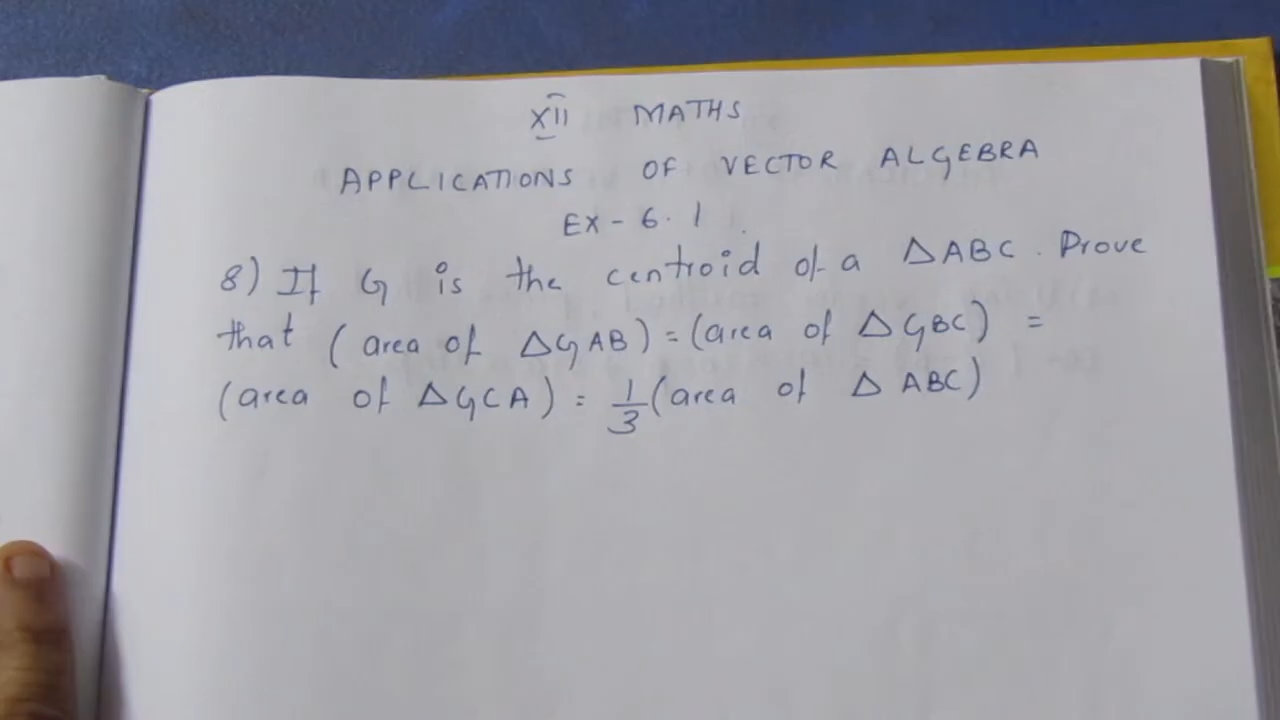 XII MATHS
APPLICATIONS OF VECTOR ALGEBRA
EX - 6.1
8) If G is the centroid of a ΔABC. Prove
that (area of ΔGAB) = (area of ΔGBC) =
(area of ΔGCA) = 1/3 (area of ΔABC)